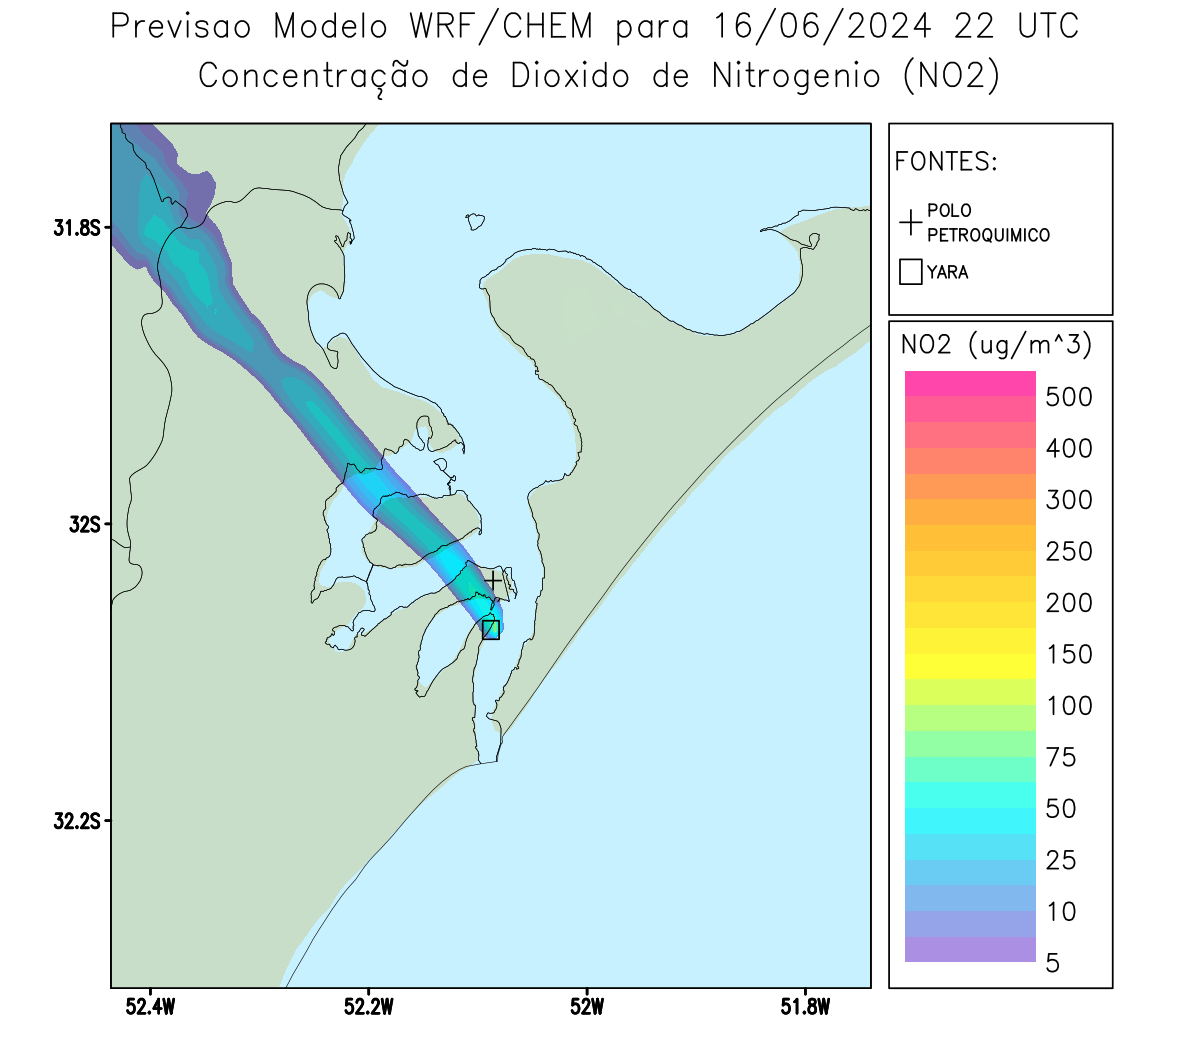 Previsao Modelo WRF/CHEM para 16/06/2024 22 UTC
Concentração de Dioxido de Nitrogenio (NO2)
FONTES:
POLO
PETROQUIMICO
YARA
NO2 (ug/m^3)
500
400
300
250
200
150
100
75
50
25
10
5
31.8S
32S
32.2S
52.4W
52.2W
52W
51.8W